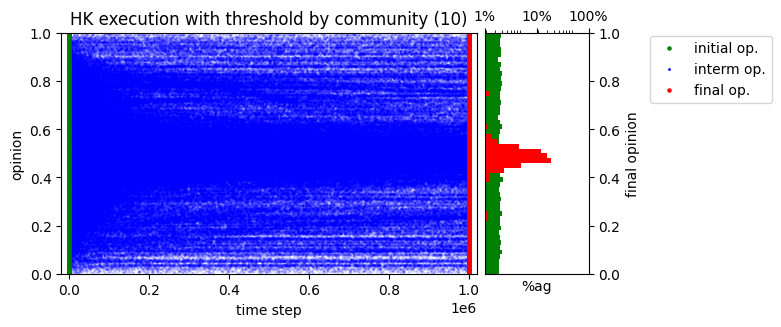 HK execution with threshold by community (10)
1% 10% 100%
initial op.
interm op.
final op.
1.0 1.0
0.8 0.8
0.6 0.6
0.4 0.4
0.2 0.2
0.0 0.0
opinion
final opinion
0.0 0.2 0.4 0.6 0.8 1.0
%ag
1e6
time step